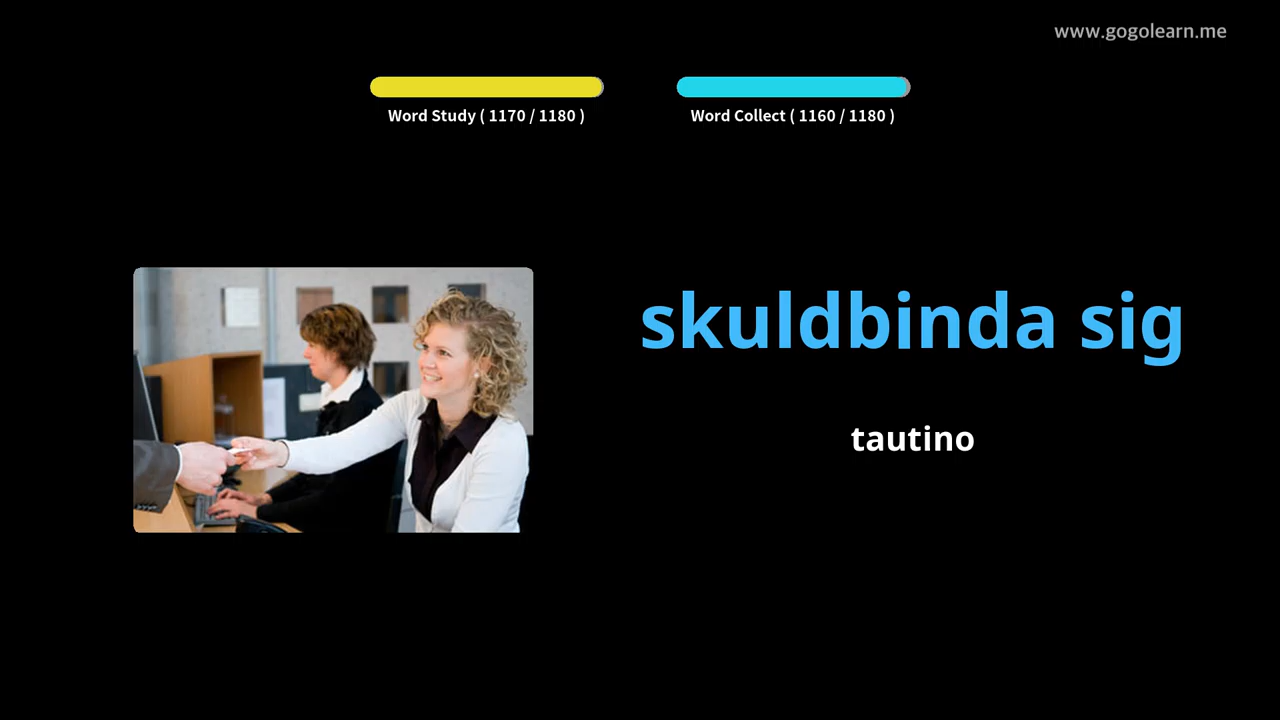 www.gogolearn.me
Word Study ( 1170 / 1180 )
Word Collect ( 1160 / 1180 )
skuldbinda sig
tautino